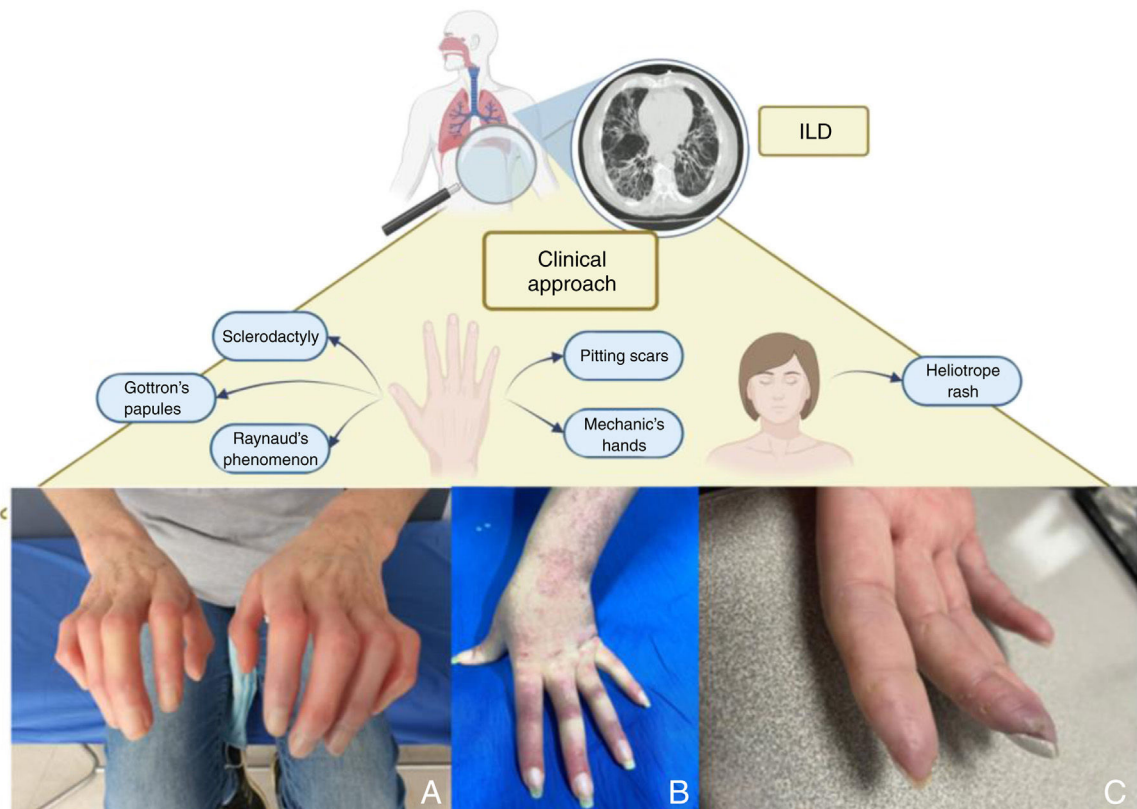 ILD
Clinical
approach
Sclerodactyly
Gottron's
papules
Raynaud's
phenomenon
Pitting scars
Mechanic's
hands
Heliotrope
rash
A
B
C